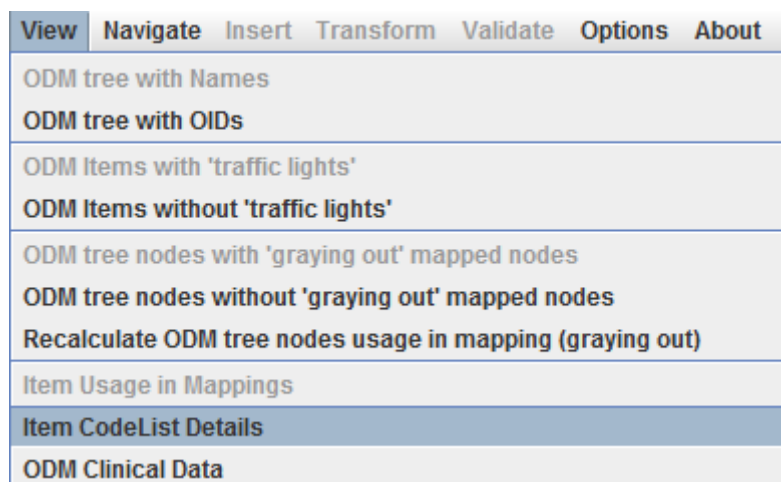 View Navigate Insert Transform Validate Options About
ODM tree with Names
ODM tree with OIDs
ODM Items with 'traffic lights'
ODM Items without 'traffic lights'
ODM tree nodes with 'graying out' mapped nodes
ODM tree nodes without 'graying out' mapped nodes
Recalculate ODM tree nodes usage in mapping (graying out)
Item Usage in Mappings
Item CodeList Details
ODM Clinical Data